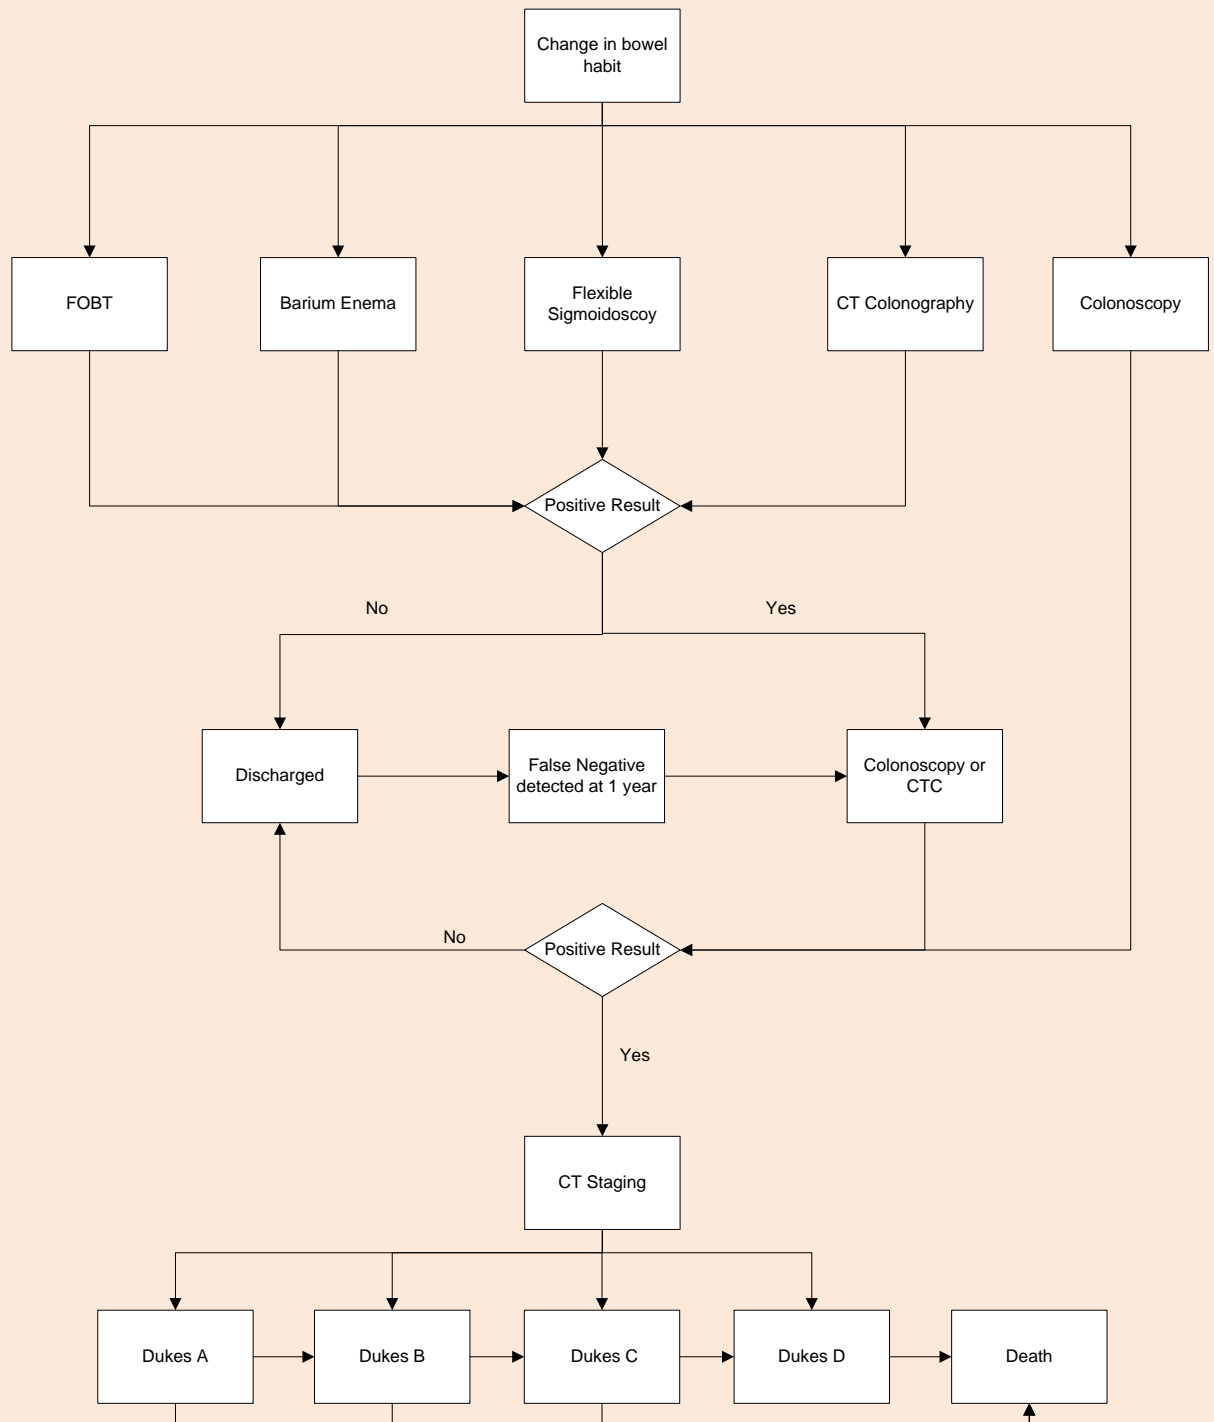 Change in bowel
habit
FOBT
Barium Enema
Flexible
Sigmoidoscoy
CT Colonography
Colonoscopy
Positive Result
No
Yes
Discharged
False Negative
detected at 1 year
Colonoscopy or
CTC
No
Positive Result
Yes
CT Staging
Dukes A
Dukes B
Dukes C
Dukes D
Death